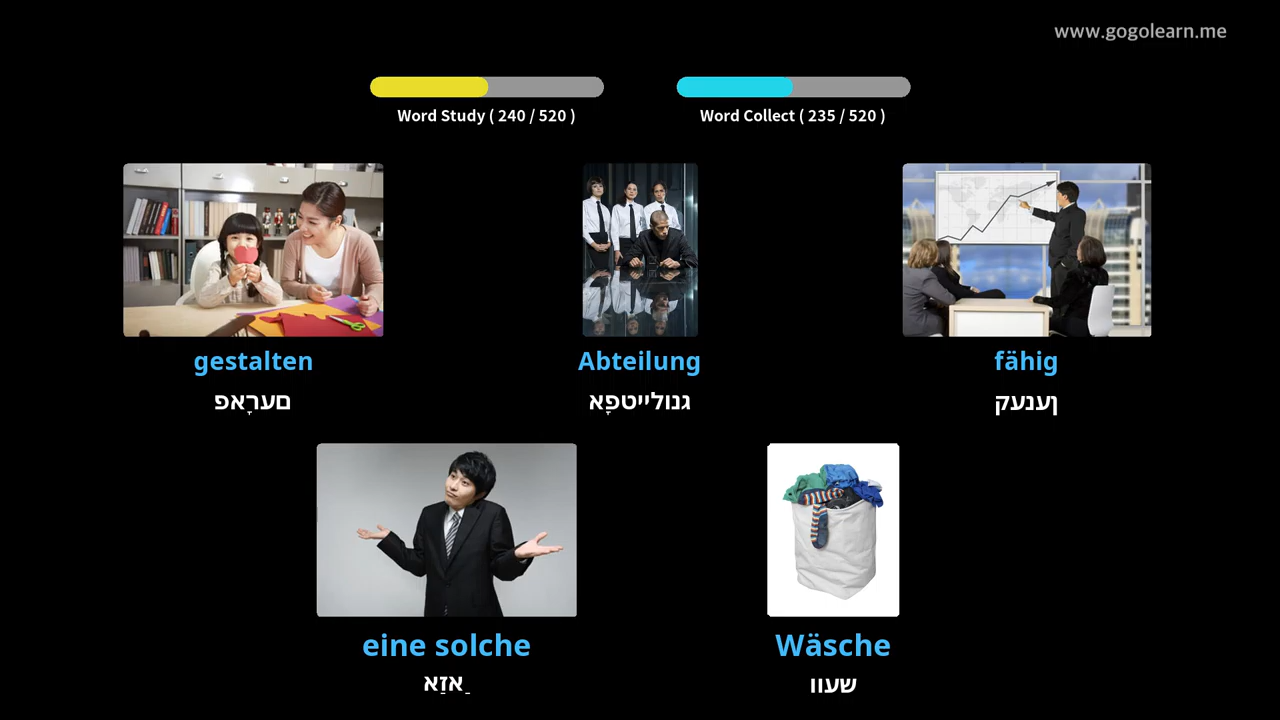 www.gogolearn.me
Word Study ( 240 / 520 )
Word Collect ( 235 / 520 )
gestalten
םערָאפ
Abteilung
גנולייטפָא
fähig
ןענעק
eine solche
ַאזַא
Wäsche
שעוו